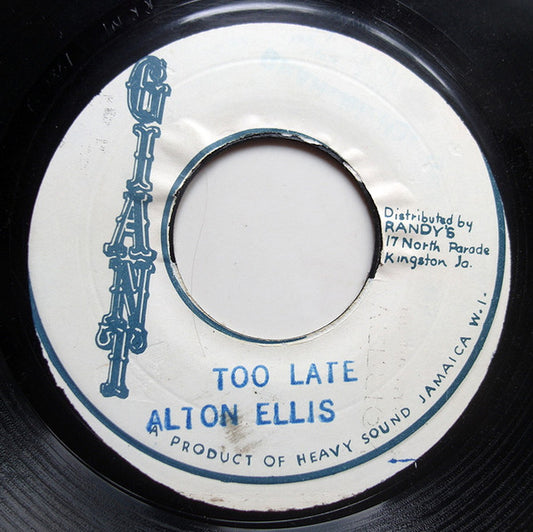 GIANT
Distributed by
RANDY'S
17 North Parade
Kingston Ja.
TOO LATE
ALTON ELLIS
A PRODUCT OF HEAVY SOUND JAMAICA W.I.